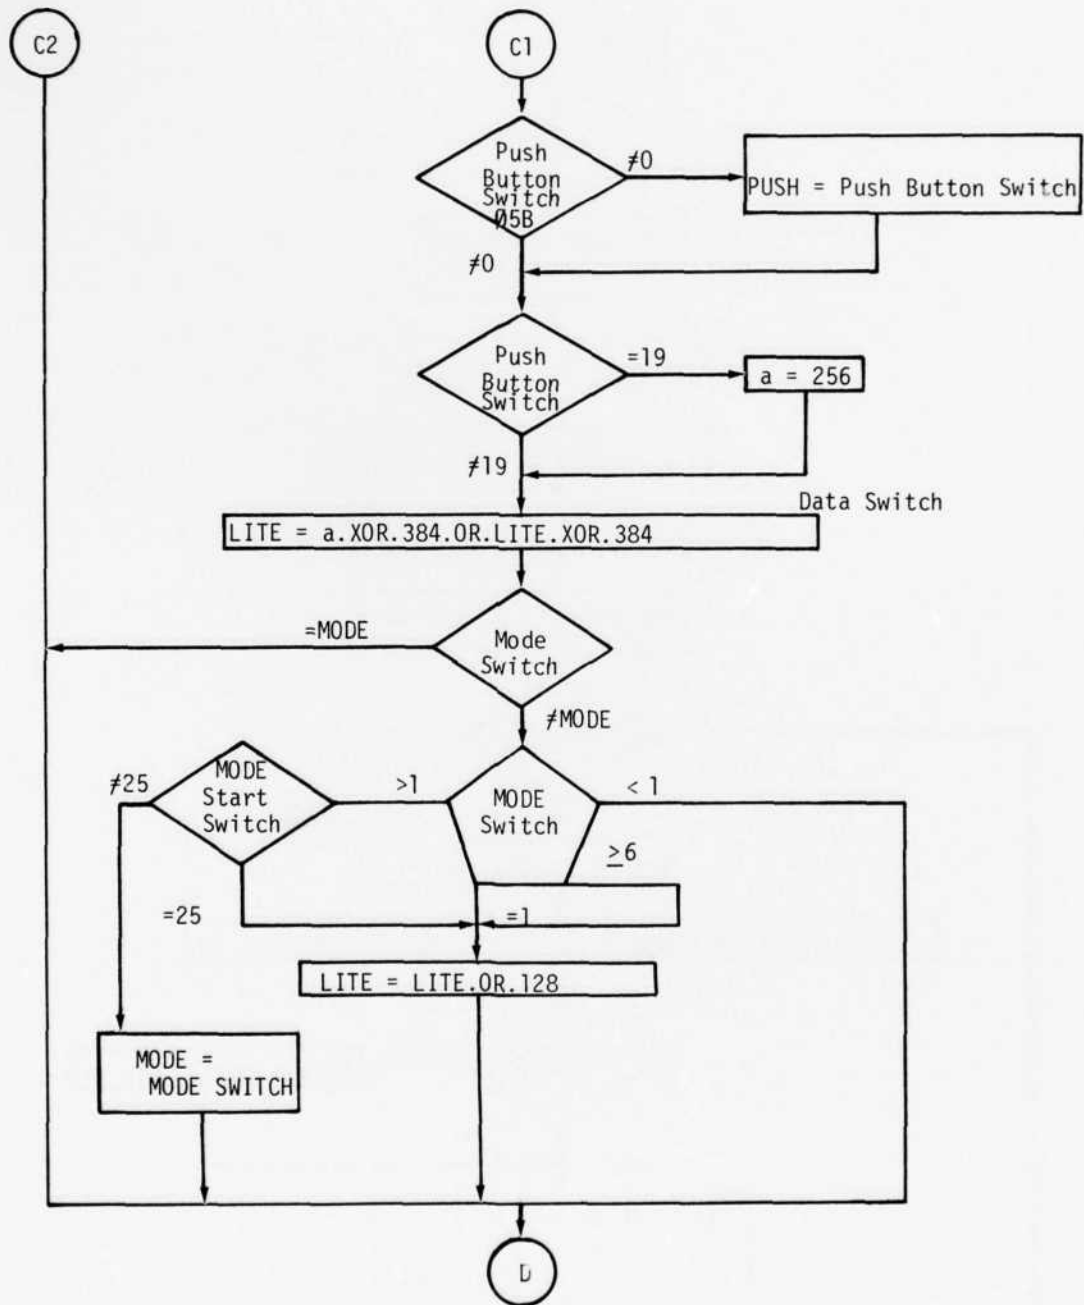 C2
C1
Push
Button
Switch
Ø5B
≠0
PUSH = Push Button Switch
≠0
Push
Button
Switch
=19
a = 256
≠19
Data Switch
LITE = a.XOR.384.OR.LITE.XOR.384
=MODE
Mode
Switch
≠MODE
≠25
MODE
Start
Switch
>1
MODE
Switch
< 1
≥6
=25
=1
LITE = LITE.OR.128
MODE =
MODE SWITCH
D